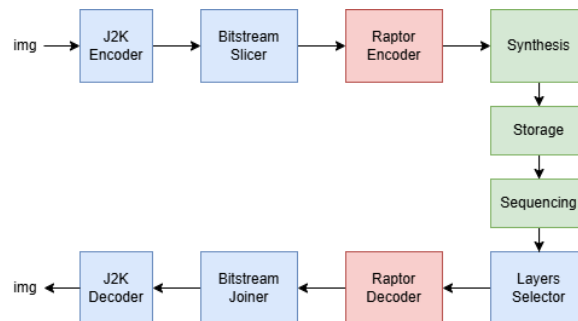 img
J2K
Encoder
Bitstream
Slicer
Raptor
Encoder
Synthesis
Storage
Sequencing
Layers
Selector
Raptor
Decoder
Bitstream
Joiner
J2K
Decoder
img